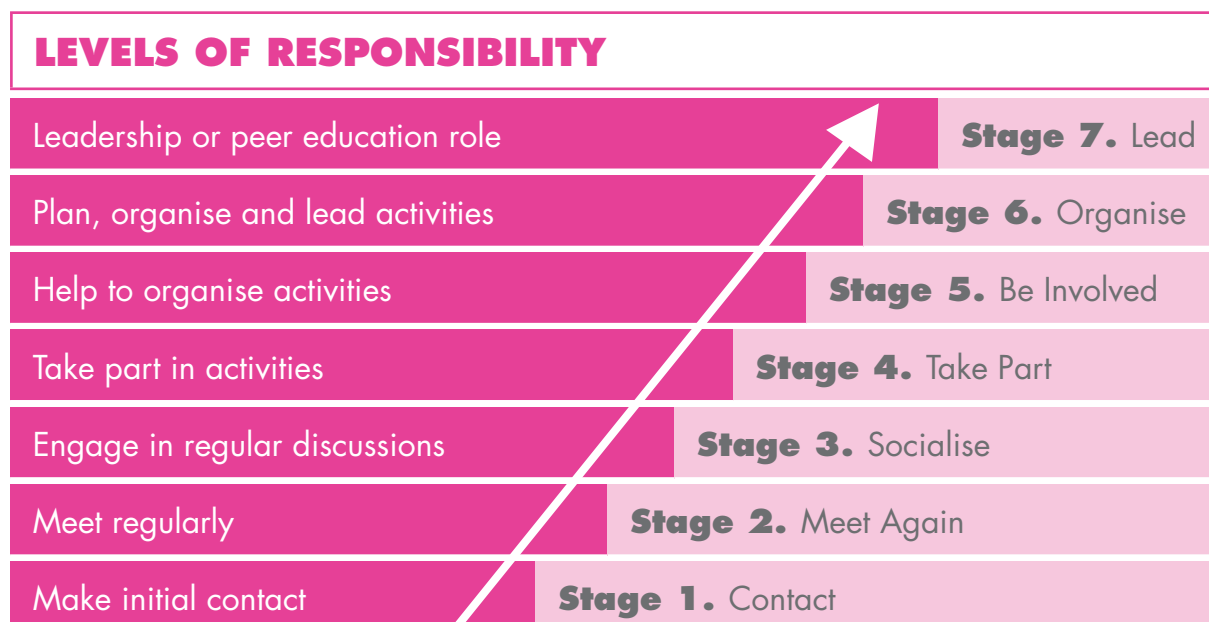 LEVELS OF RESPONSIBILITY
Leadership or peer education role Stage 7. Lead
Plan, organise and lead activities Stage 6. Organise
Help to organise activities Stage 5. Be Involved
Take part in activities Stage 4. Take Part
Engage in regular discussions Stage 3. Socialise
Meet regularly Stage 2. Meet Again
Make initial contact Stage 1. Contact